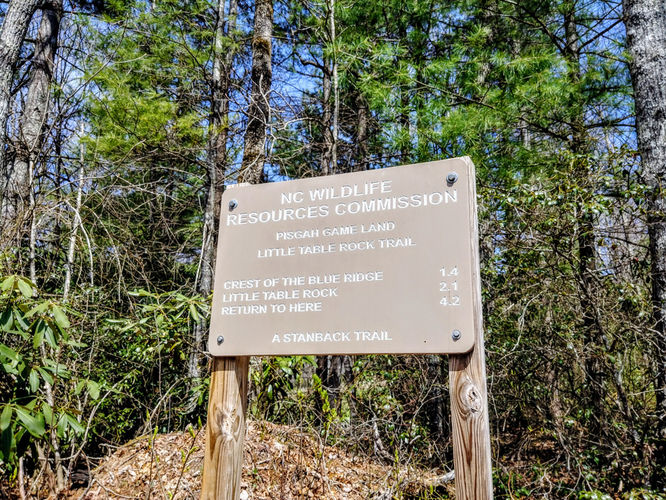 NC WILDLIFE
RESOURCES COMMISSION
PISGAH GAME LAND
LITTLE TABLE ROCK TRAIL
CREST OF THE BLUE RIDGE 1.4
LITTLE TABLE ROCK 2.1
RETURN TO HERE 4.2
A STANBACK TRAIL